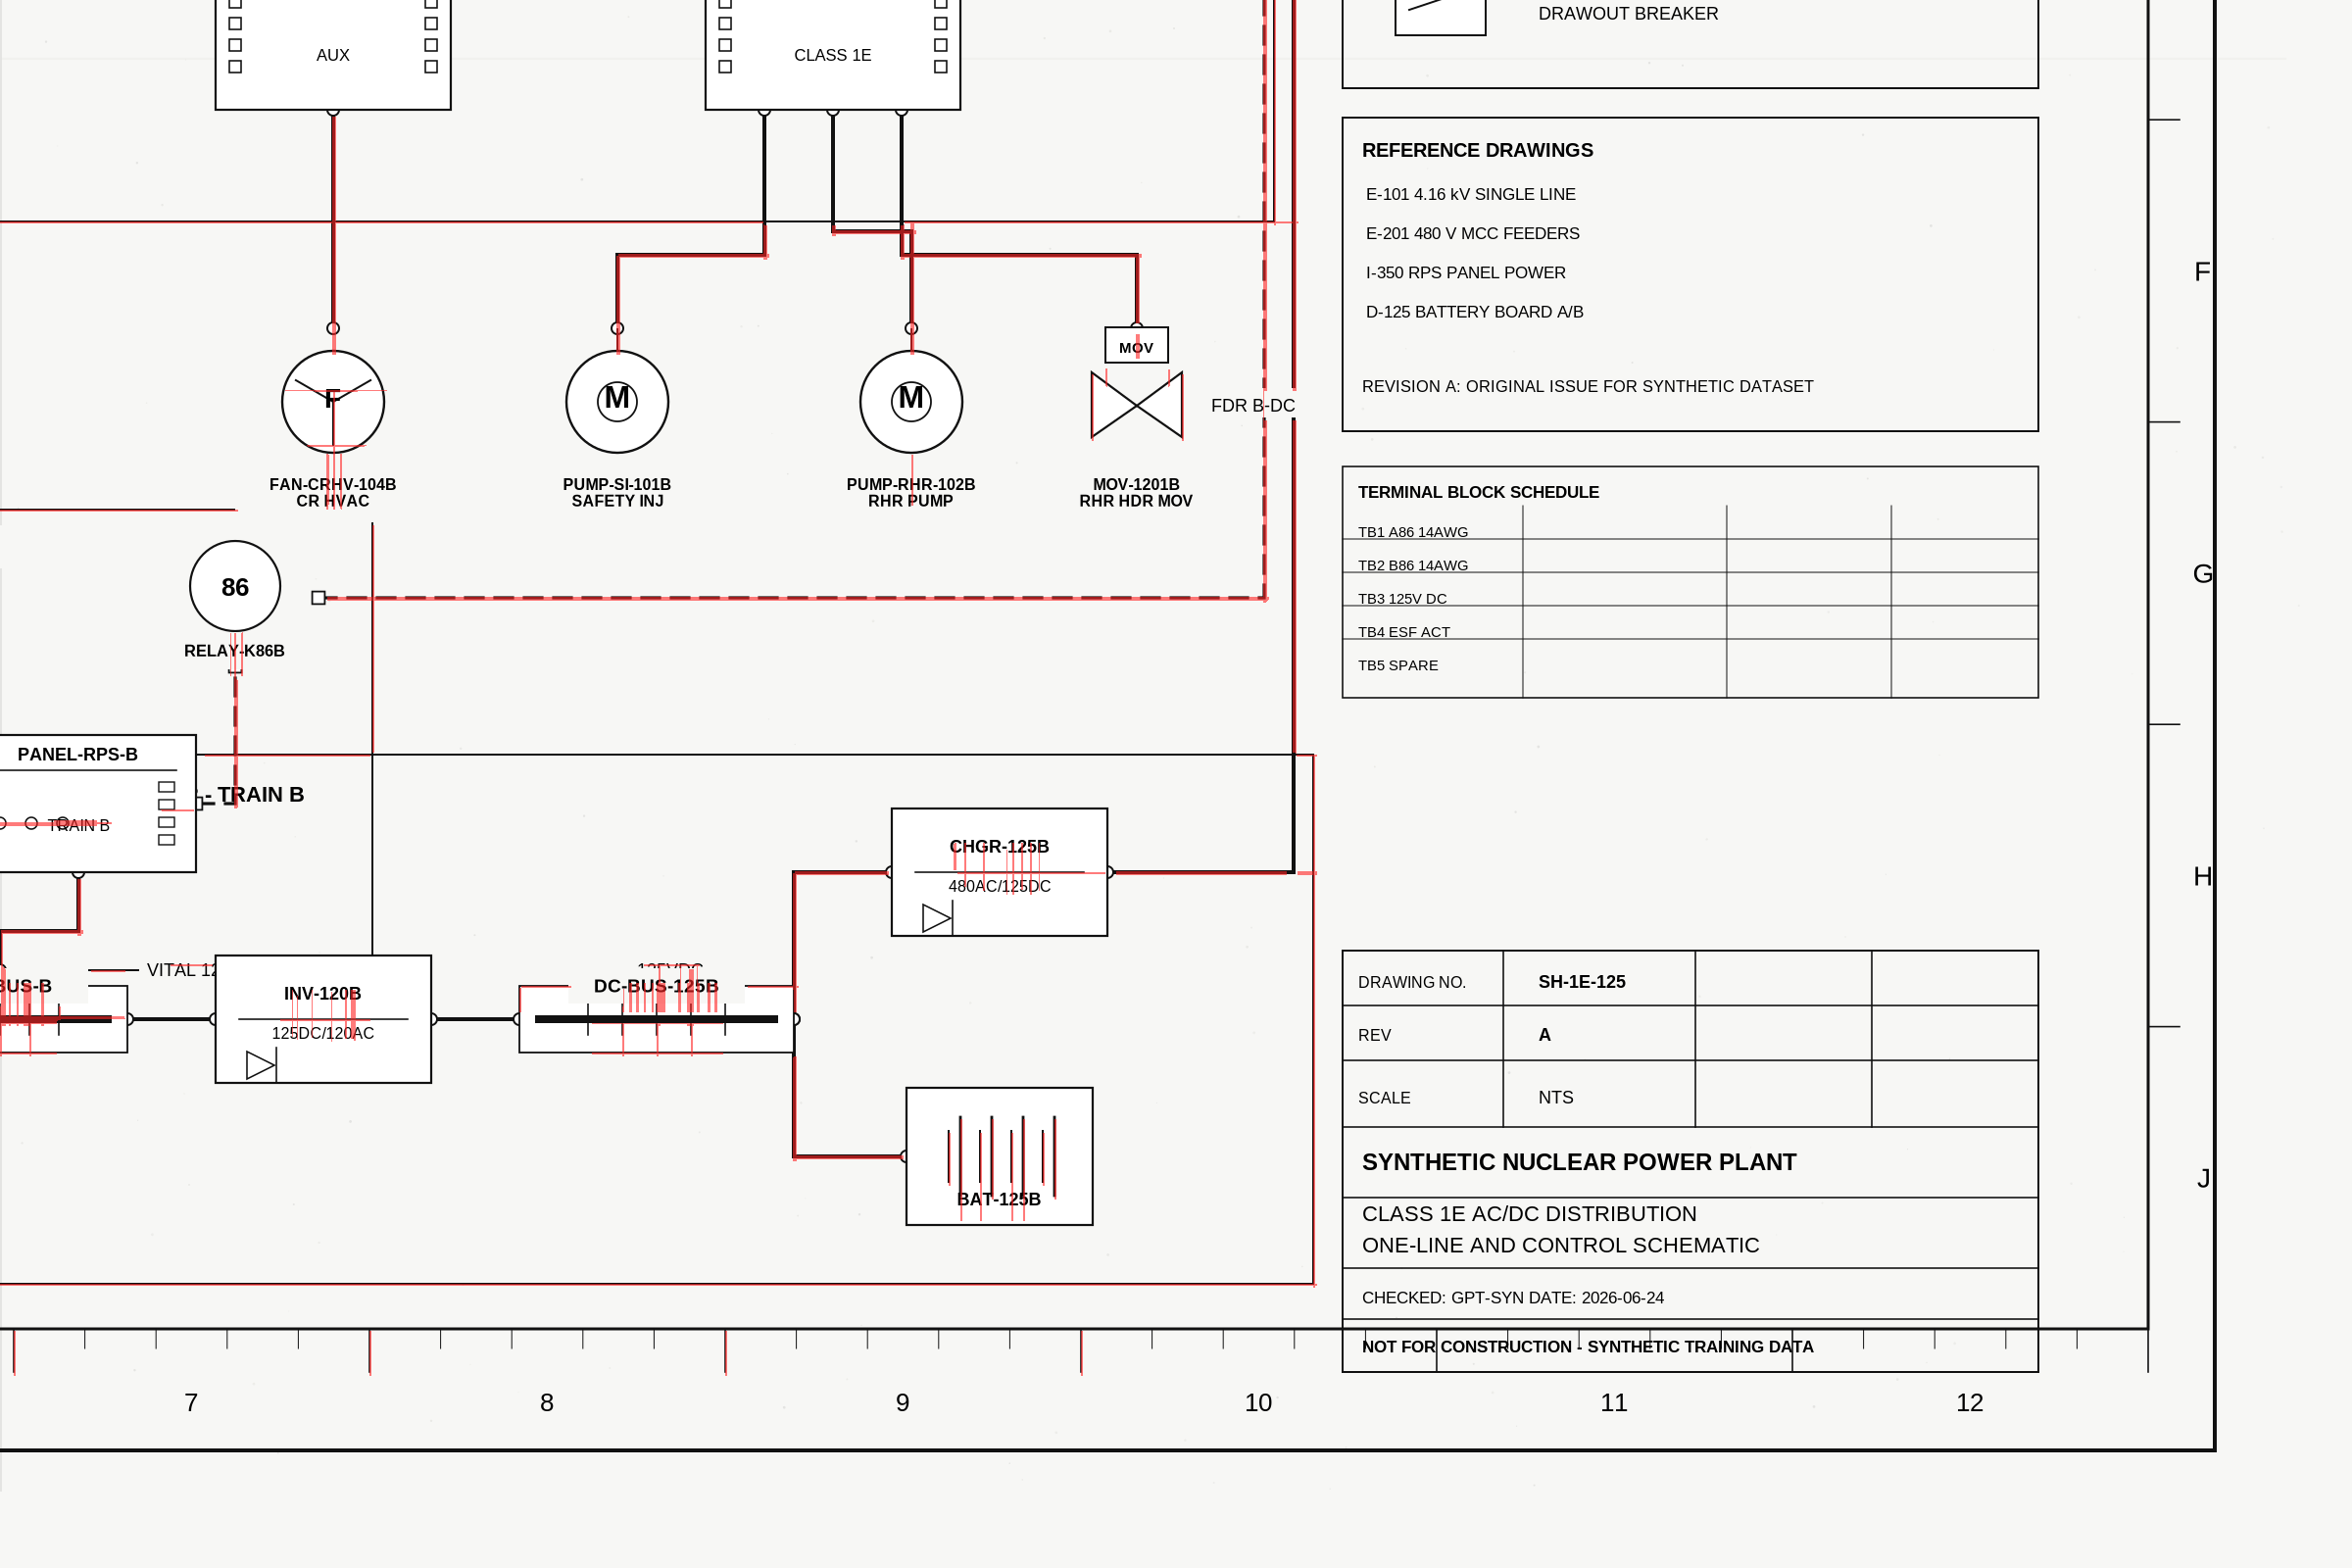 DRAWOUT BREAKER
AUX
CLASS 1E
REFERENCE DRAWINGS
E-101 4.16 kV SINGLE LINE
E-201 480 V MCC FEEDERS
I-350 RPS PANEL POWER
D-125 BATTERY BOARD A/B
REVISION A: ORIGINAL ISSUE FOR SYNTHETIC DATASET
F
MOV
F
M
M
FDR B-DC
FAN-CRHV-104B
CR HVAC
PUMP-SI-101B
SAFETY INJ
PUMP-RHR-102B
RHR PUMP
MOV-1201B
RHR HDR MOV
TERMINAL BLOCK SCHEDULE
TB1 A86 14AWG
TB2 B86 14AWG
TB3 125V DC
TB4 ESF ACT
TB5 SPARE
G
86
RELAY-K86B
PANEL-RPS-B
- TRAIN B
TRAIN B
CHGR-125B
480AC/125DC
H
VITAL 12
BUS-B
INV-120B
125DC/120AC
125VDC
DC-BUS-125B
BAT-125B
DRAWING NO. SH-1E-125
REV A
SCALE NTS
SYNTHETIC NUCLEAR POWER PLANT
J
CLASS 1E AC/DC DISTRIBUTION
ONE-LINE AND CONTROL SCHEMATIC
CHECKED: GPT-SYN DATE: 2026-06-24
NOT FOR CONSTRUCTION - SYNTHETIC TRAINING DATA
7 8 9 10 11 12